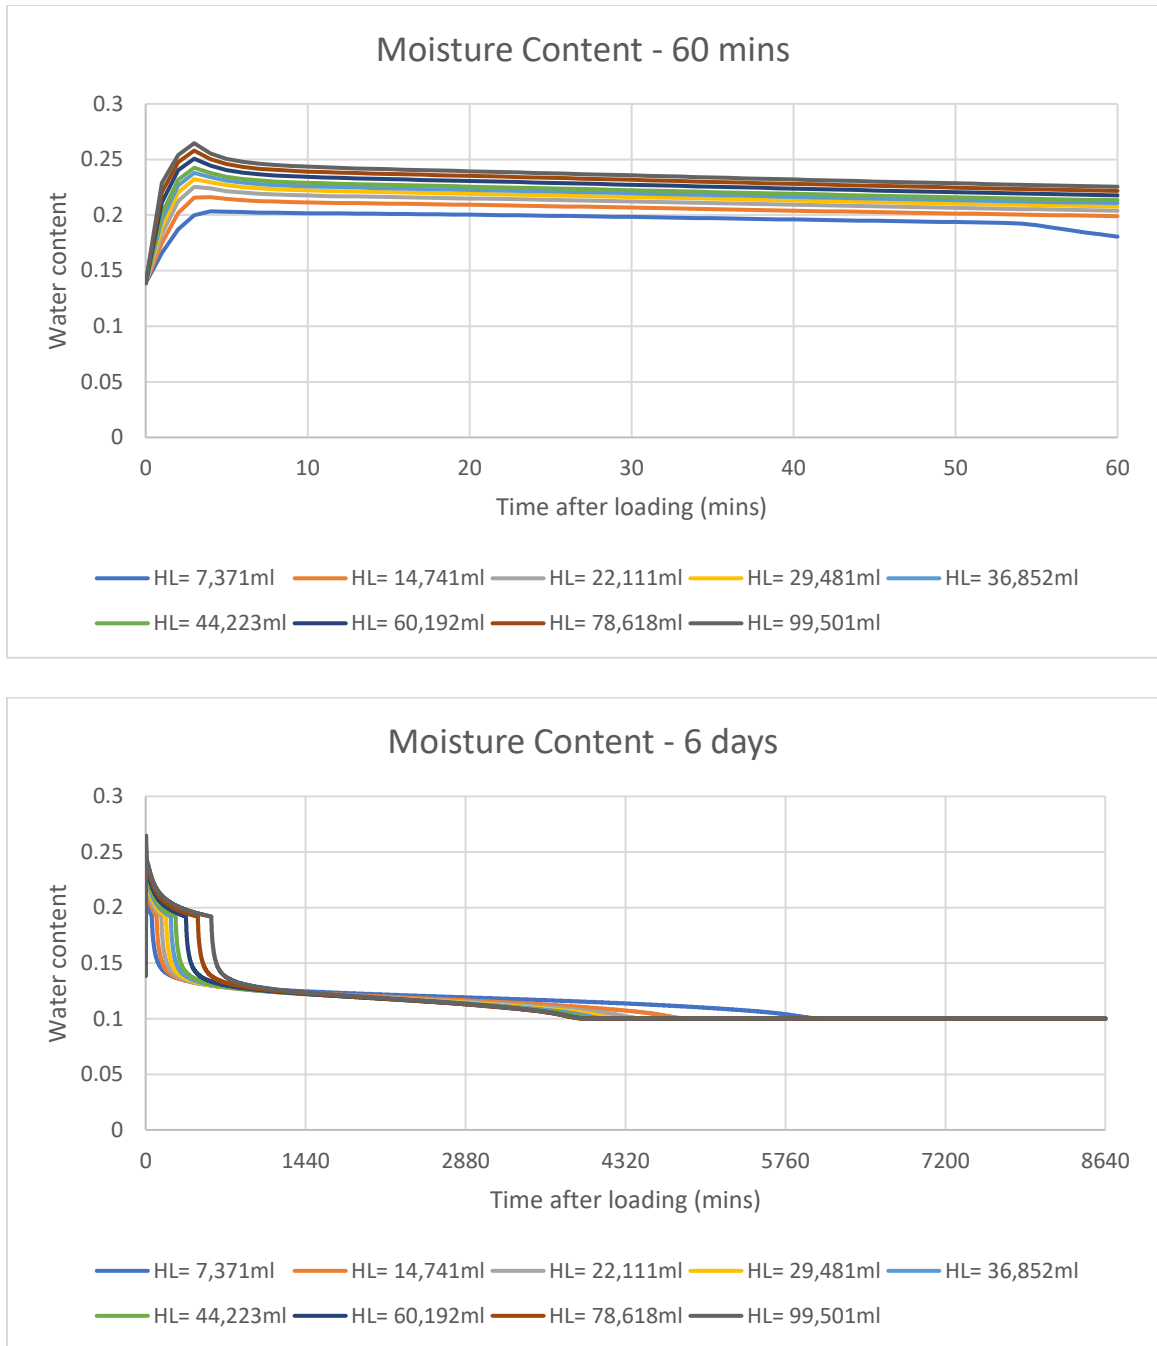 Moisture Content - 60 mins
0.3
0.25
0.2
0.15
0.1
0.05
0
Water content
0 10 20 30 40 50 60
Time after loading (mins)
HL= 7,371ml HL= 14,741ml HL= 22,111ml HL= 29,481ml HL= 36,852ml
HL= 44,223ml HL= 60,192ml HL= 78,618ml HL= 99,501ml
Moisture Content - 6 days
0.3
0.25
0.2
0.15
0.1
0.05
0
Water content
0 1440 2880 4320 5760 7200 8640
Time after loading (mins)
HL= 7,371ml HL= 14,741ml HL= 22,111ml HL= 29,481ml HL= 36,852ml
HL= 44,223ml HL= 60,192ml HL= 78,618ml HL= 99,501ml